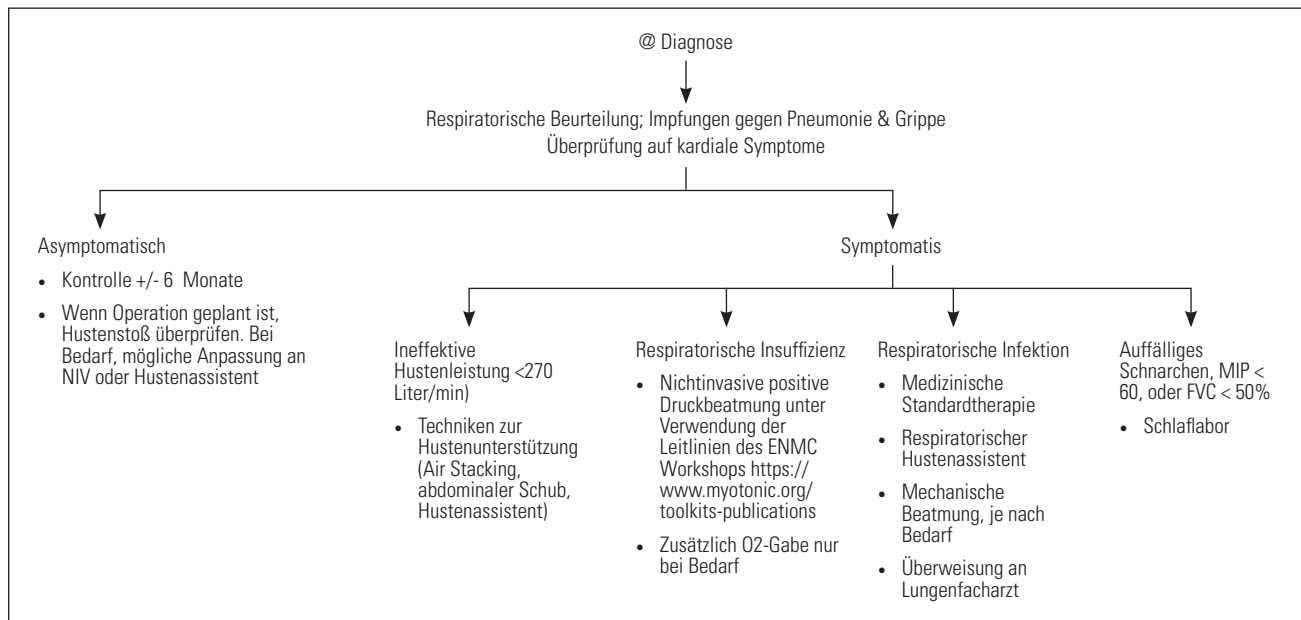 @ Diagnose
Respiratorische Beurteilung; Impfungen gegen Pneumonie & Grippe
Überprüfung auf kardiale Symptome
Asymptomatisch
• Kontrolle +/- 6 Monate
• Wenn Operation geplant ist,
Hustenstoß überprüfen. Bei
Bedarf, mögliche Anpassung an
NIV oder Hustenassistent
Symptomatis
Ineffektive
Hustenleistung <270
Liter/min)
• Techniken zur
Hustenunterstützung
(Air Stacking,
abdominaler Schub,
Hustenassistent)
Respiratorische Insuffizienz
• Nichtinvasive positive
Druckbeatmung unter
Verwendung der
Leitlinien des ENMC
Workshops https://
www.myotonic.org/
toolkits-publications
• Zusätzlich O2-Gabe nur
bei Bedarf
Respiratorische Infektion
• Medizinische
Standardtherapie
• Respiratorischer
Hustenassistent
• Mechanische
Beatmung, je nach
Bedarf
• Überweisung an
Lungenfacharzt
Auffälliges
Schnarchen, MIP <
60, oder FVC < 50%
• Schlaflabor